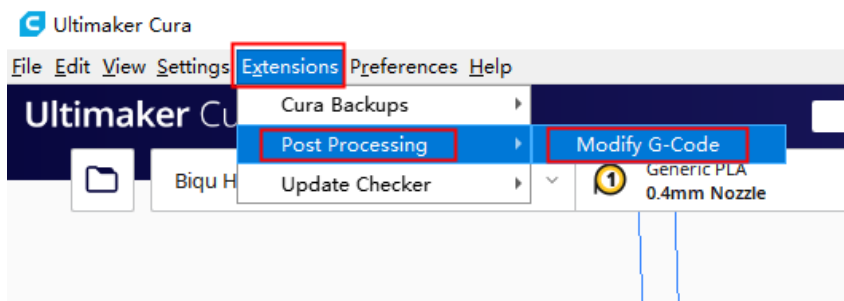 Ultimaker Cura
File Edit View Settings Extensions Preferences Help
Ultimaker Cu
Cura Backups
Post Processing
Modify G-Code
Biqu H
Update Checker
1
Generic PLA
0.4mm Nozzle